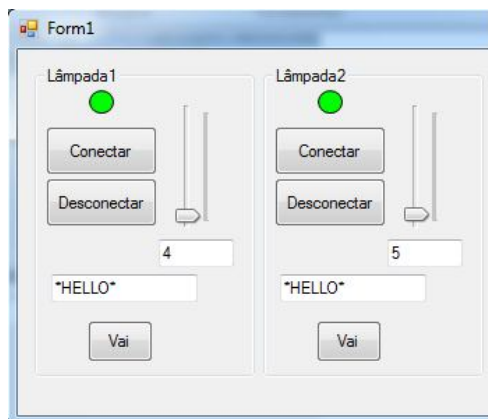 Form1
Lâmpada1
Conectar
Desconectar
4
*HELLO*
Vai
Lâmpada2
Conectar
Desconectar
5
*HELLO*
Vai